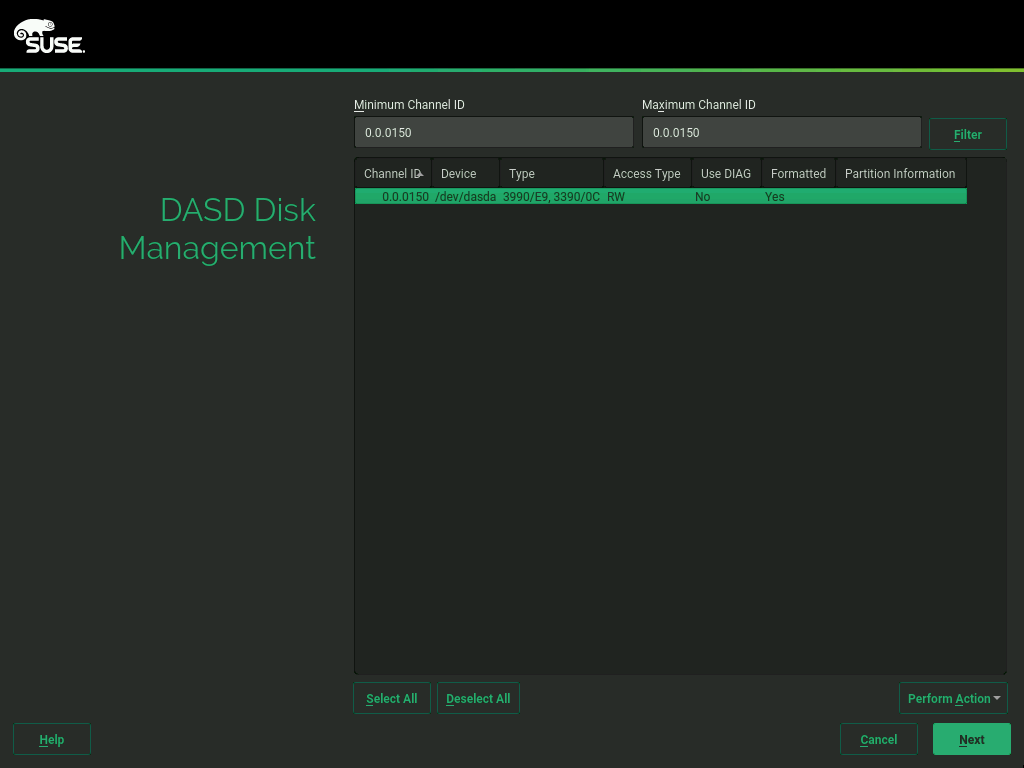 SUSE.
Minimum Channel ID Maximum Channel ID
0.0.0150 0.0.0150 Filter
DASD Disk
Management
Channel ID Device Type Access Type Use DIAG Formatted Partition Information
0.0.0150 /dev/dasda 3990/E9, 3390/0C RW No Yes
Select All Deselect All Perform Action
Help Cancel Next